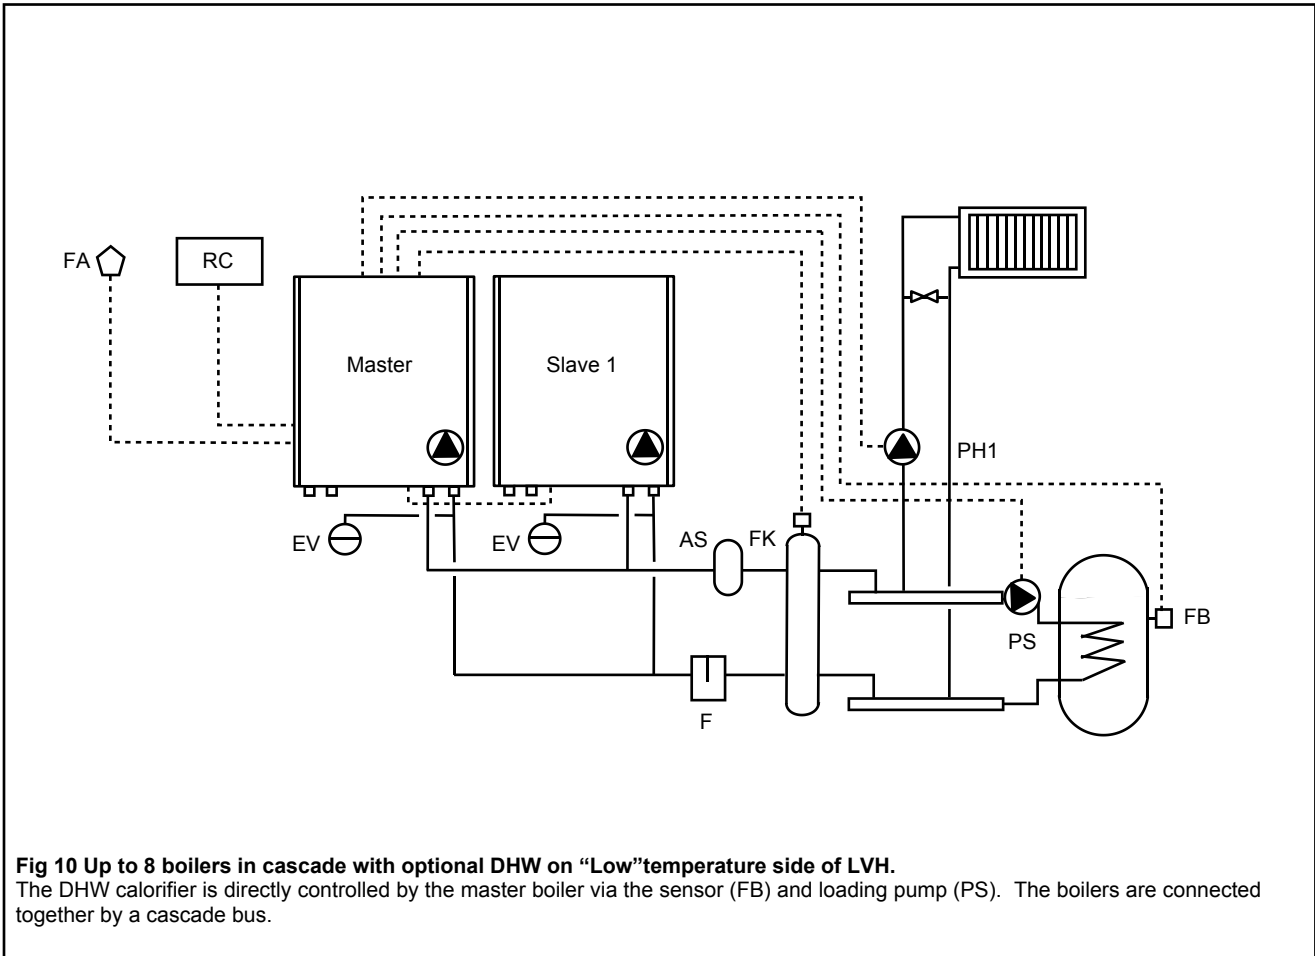 FA
RC
Master
Slave 1
PH1
EV
EV
AS
FK
PS
FB
F
Fig 10 Up to 8 boilers in cascade with optional DHW on “Low”temperature side of LVH.
The DHW calorifier is directly controlled by the master boiler via the sensor (FB) and loading pump (PS).  The boilers are connected
together by a cascade bus.